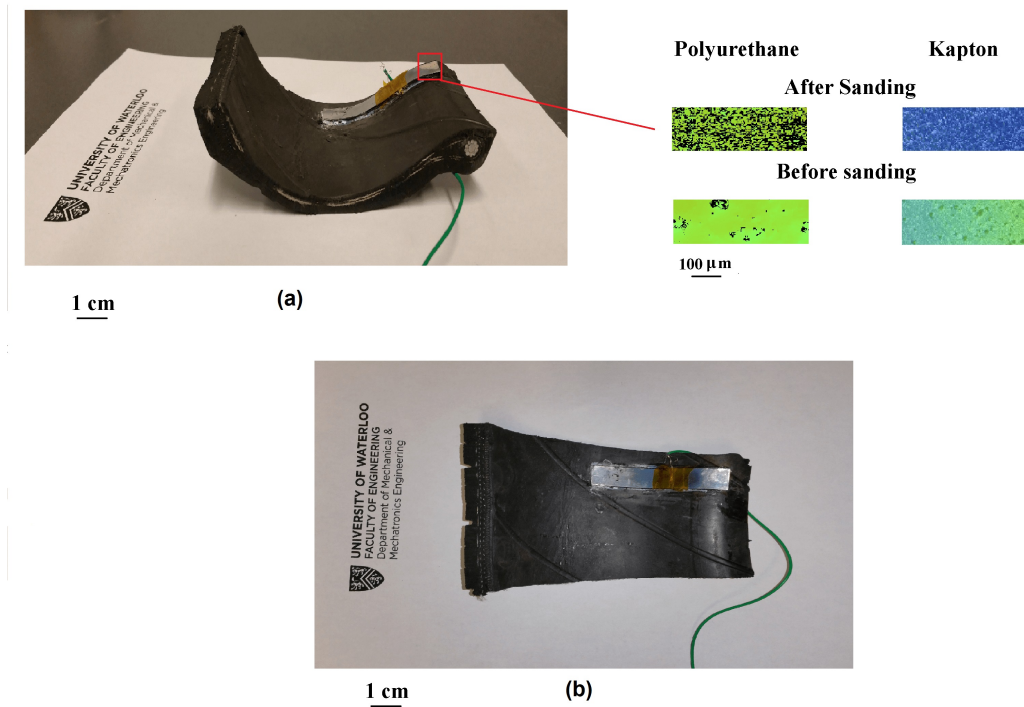 Polyurethane Kapton
After Sanding
Before sanding
100 μm
UNIVERSITY OF WATERLOO
FACULTY OF ENGINEERING
Department of Mechanical &
Mechatronics Engineering
1 cm
(a)
UNIVERSITY OF WATERLOO
FACULTY OF ENGINEERING
Department of Mechanical &
Mechatronics Engineering
1 cm
(b)